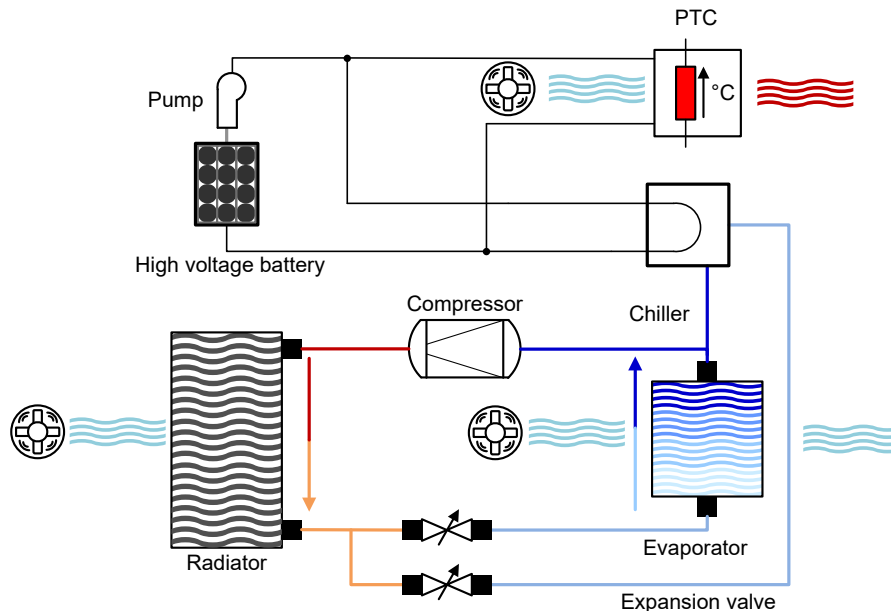 PTC
°C
Pump
High voltage battery
Compressor
Chiller
Radiator
Evaporator
Expansion valve